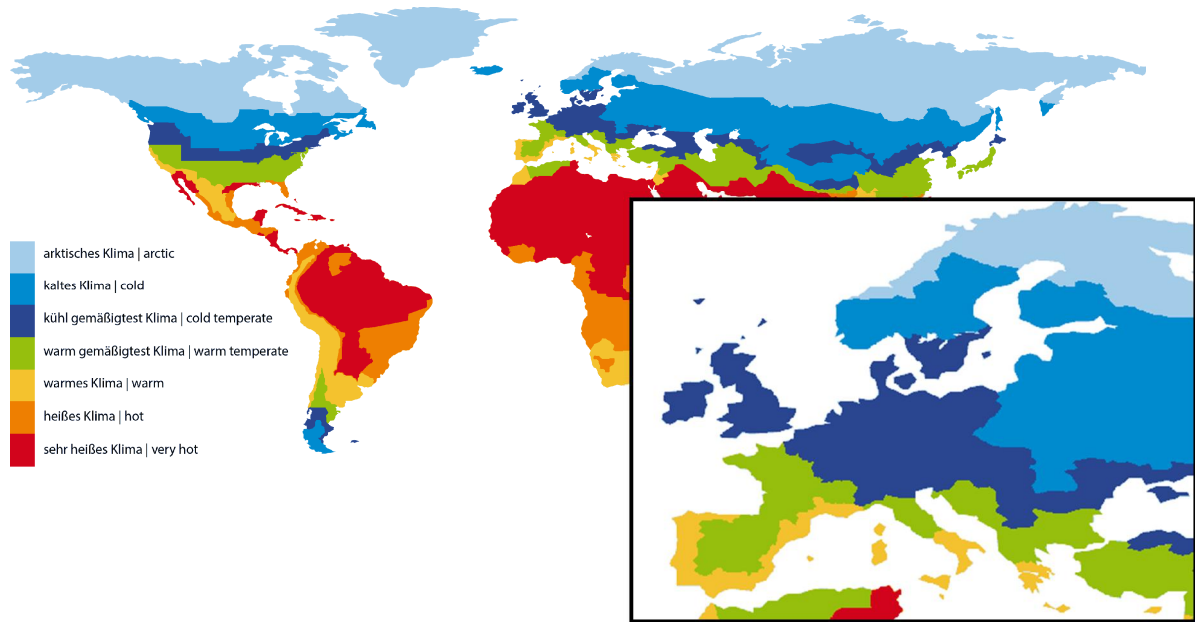 arktisches Klima | arctic
kaltes Klima | cold
kühl gemäßigtest Klima | cold temperate
warm gemäßigtest Klima | warm temperate
warmes Klima | warm
heißes Klima | hot
sehr heißes Klima | very hot